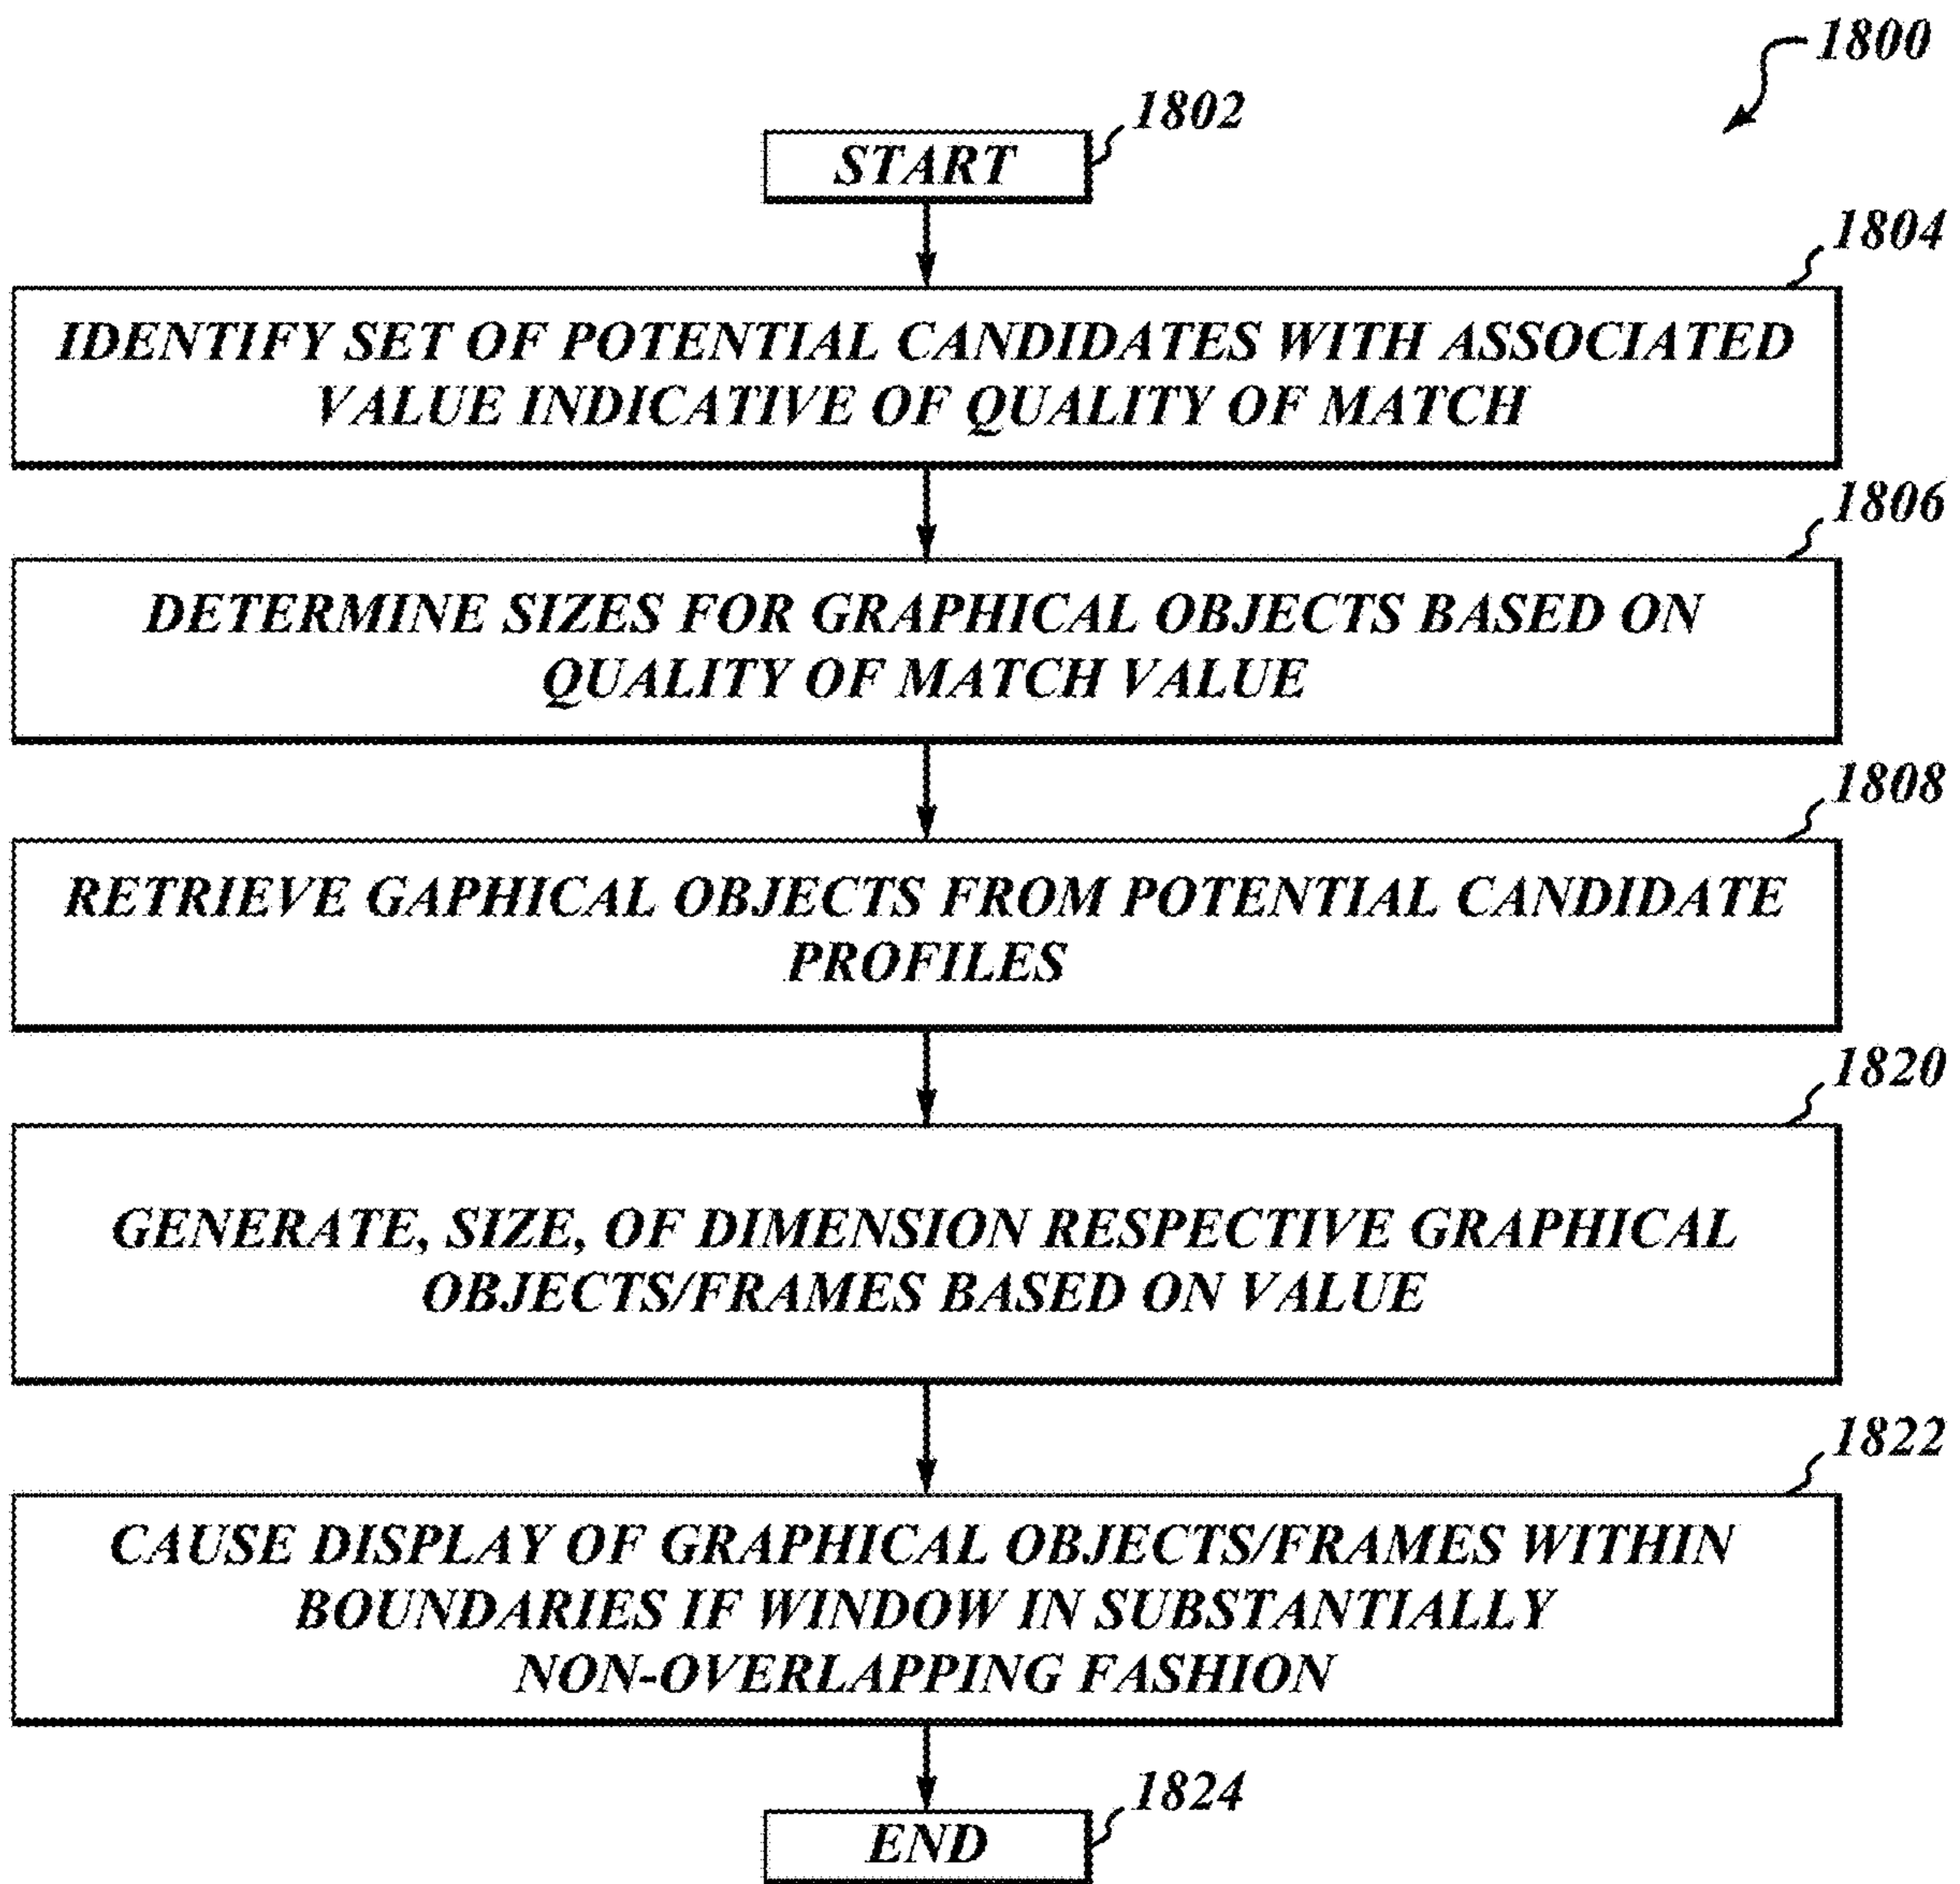 1800
1802
START
1804
IDENTIFY SET OF POTENTIAL CANDIDATES WITH ASSOCIATED
VALUE INDICATIVE OF QUALITY OF MATCH
1806
DETERMINE SIZES FOR GRAPHICAL OBJECTS BASED ON
QUALITY OF MATCH VALUE
1808
RETRIEVE GAPHICAL OBJECTS FROM POTENTIAL CANDIDATE
PROFILES
1820
GENERATE, SIZE, OF DIMENSION RESPECTIVE GRAPHICAL
OBJECTS/FRAMES BASED ON VALUE
1822
CAUSE DISPLAY OF GRAPHICAL OBJECTS/FRAMES WITHIN
BOUNDARIES IF WINDOW IN SUBSTANTIALLY
NON-OVERLAPPING FASHION
1824
END